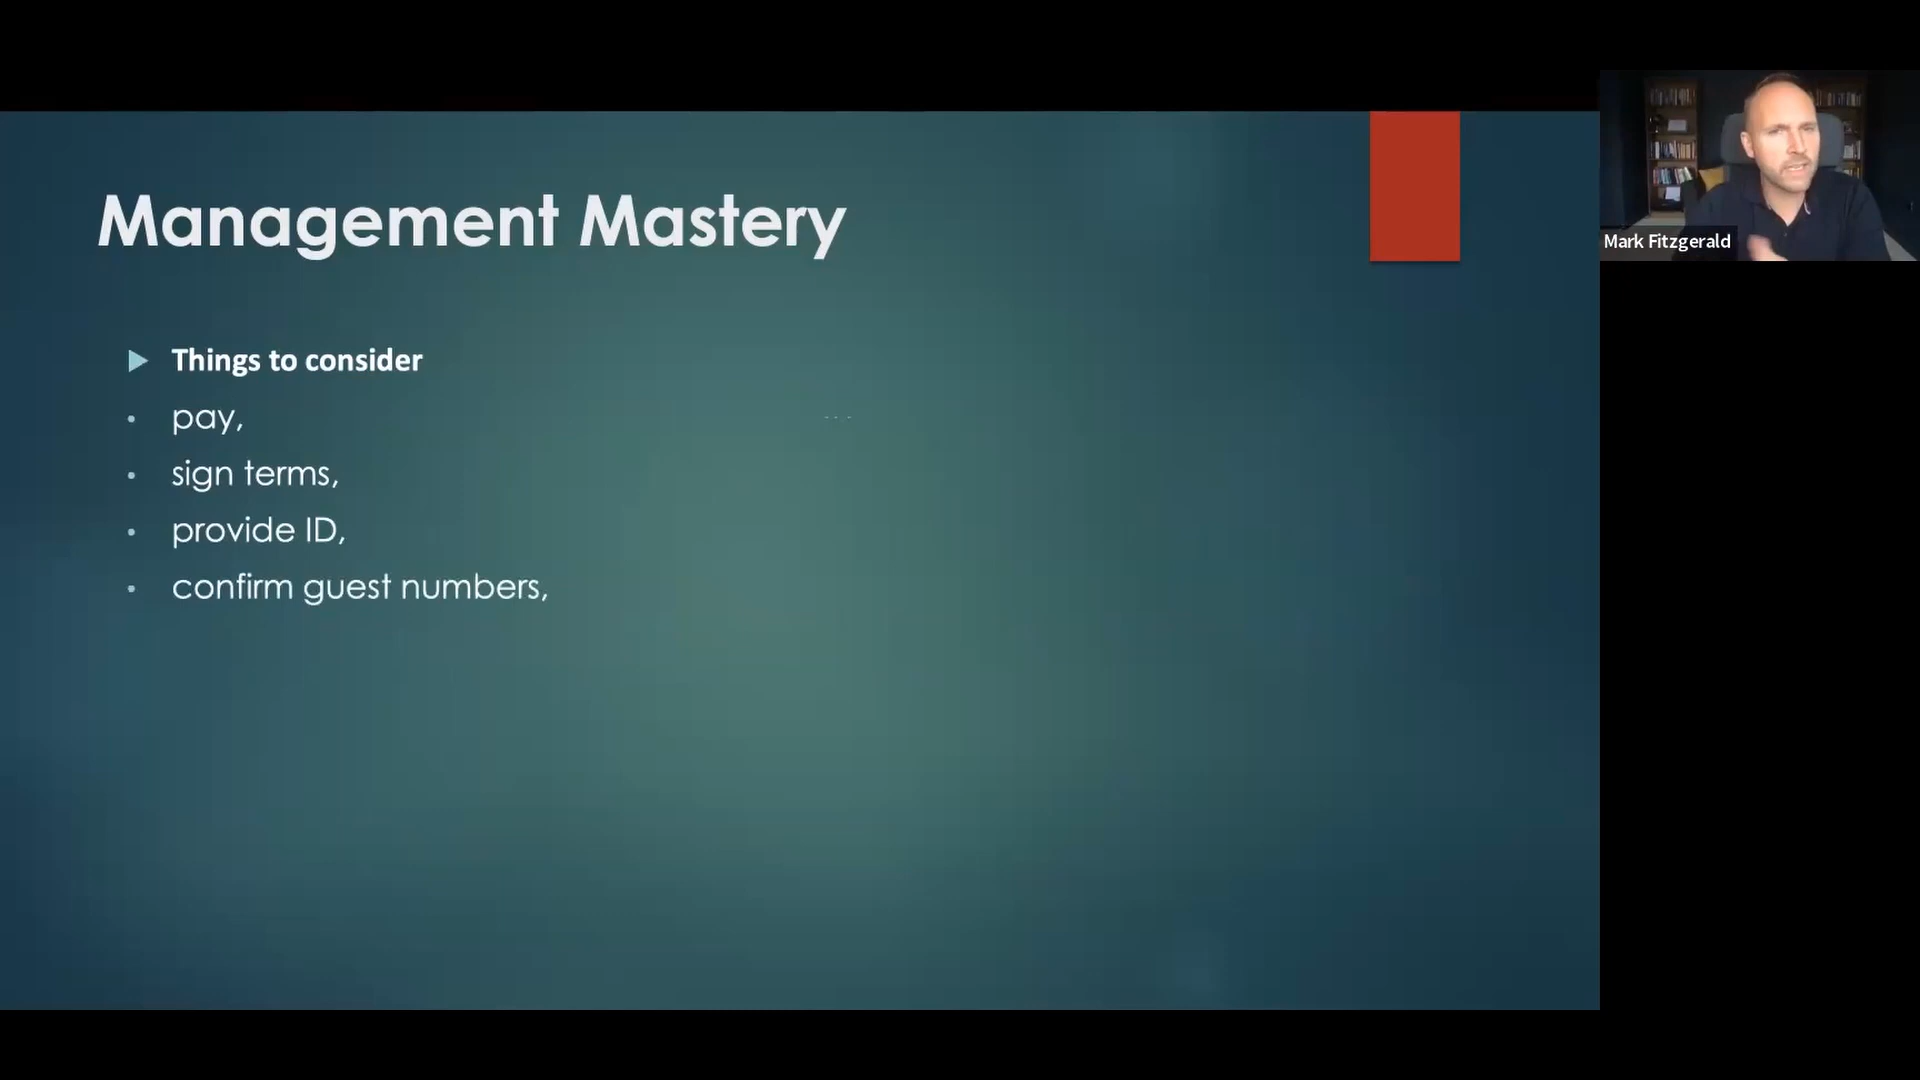 Management Mastery
Things to consider
pay,
sign terms,
provide ID,
confirm guest numbers,
Mark Fitzgerald